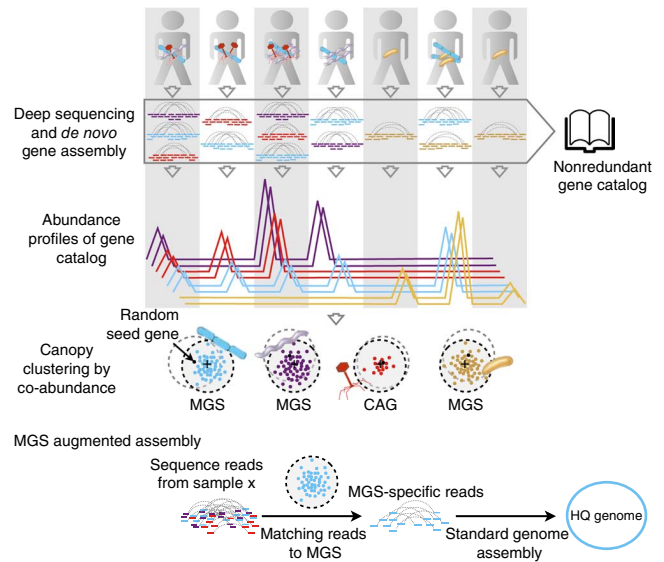 Deep sequencing
and de novo
gene assembly
Nonredundant
gene catalog
Abundance
profiles of gene
catalog
Random
seed gene
Canopy
clustering by
co-abundance
MGS
MGS
CAG
MGS
MGS augmented assembly
Sequence reads
from sample x
Matching reads
to MGS
MGS-specific reads
Standard genome
assembly
HQ genome